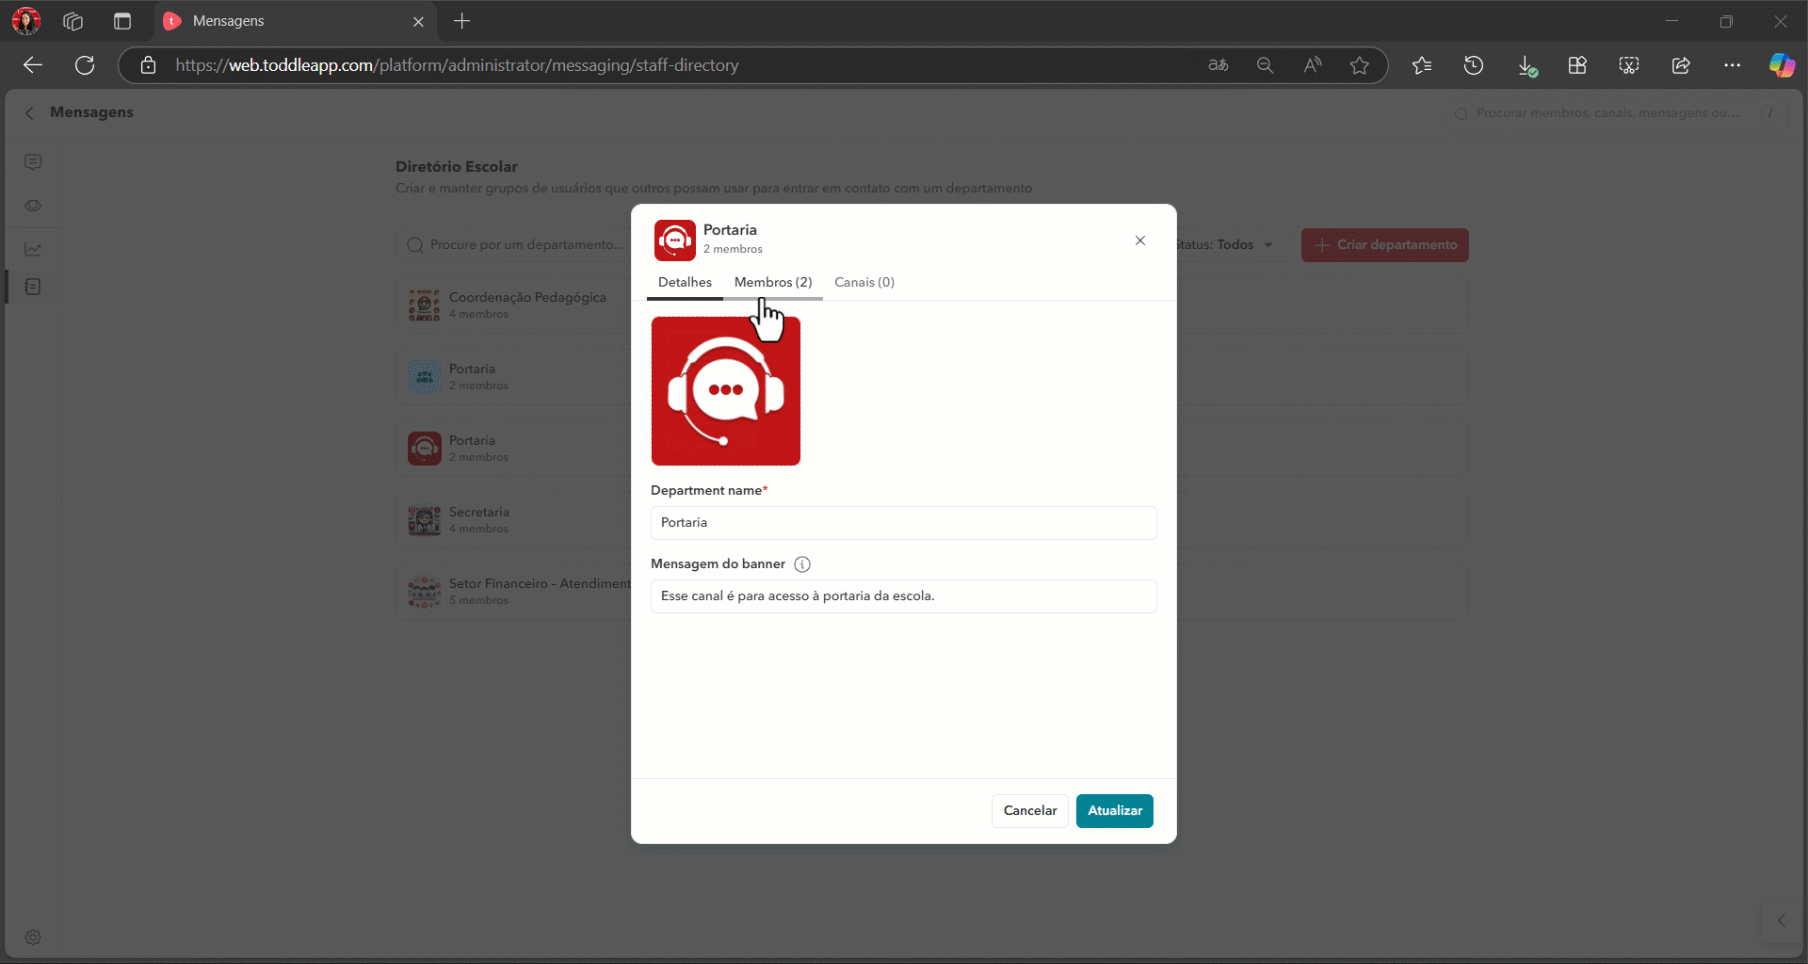 Mensagens
https://web.toddleapp.com/platform/administrator/messaging/staff-directory
Mensagens
Procurar membros, canais, mensagens ou... /
Diretório Escolar
Criar e manter grupos de usuários que outros possam usar para entrar em contato com um departamento
Procure por um departamento...
Status: Todos
Criar departamento
Coordenação Pedagógica
4 membros
Portaria
2 membros
Portaria
2 membros
Secretaria
4 membros
Setor Financeiro - Atendiment
5 membros
Portaria
2 membros
Detalhes Membros (2) Canais (0)
Department name*
Portaria
Mensagem do banner
Esse canal é para acesso à portaria da escola.
Cancelar Atualizar